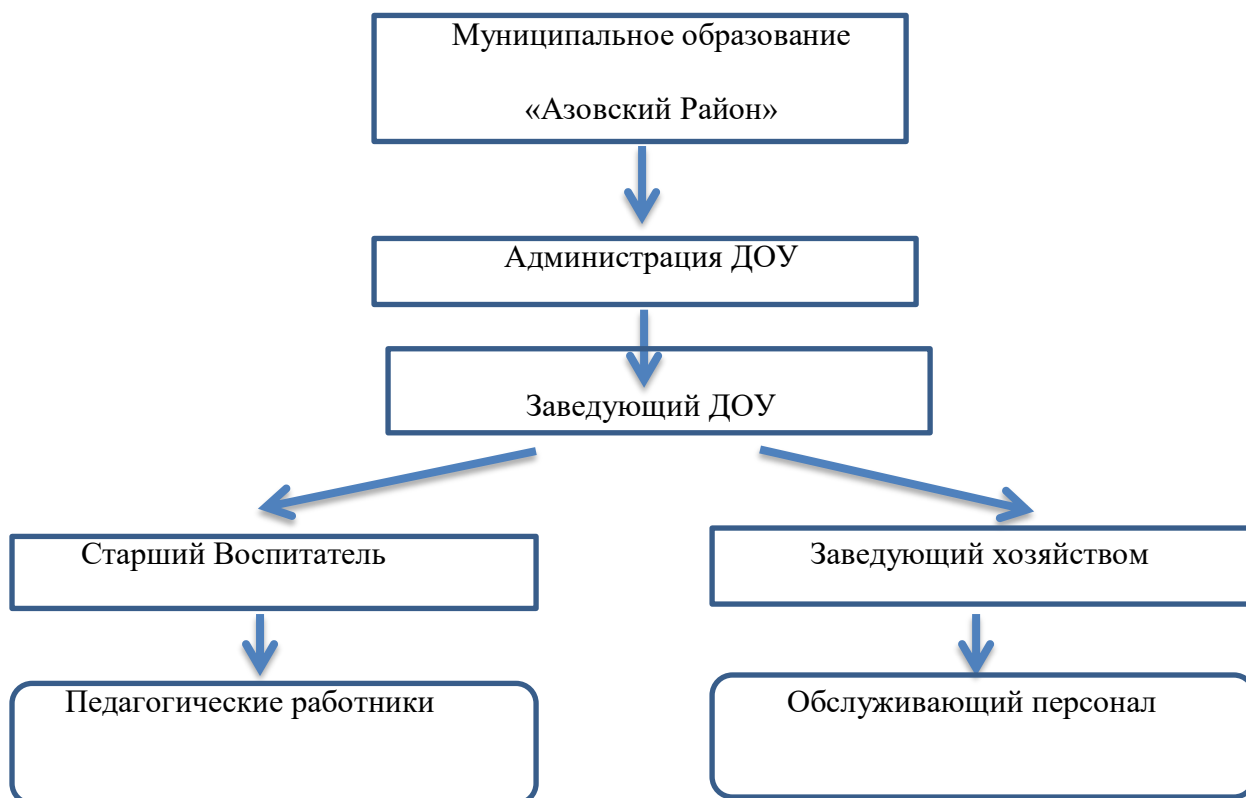 Муниципальное образование
«Азовский Район»
Администрация ДОУ
Заведующий ДОУ
Старший Воспитатель
Заведующий хозяйством
Педагогические работники
Обслуживающий персонал